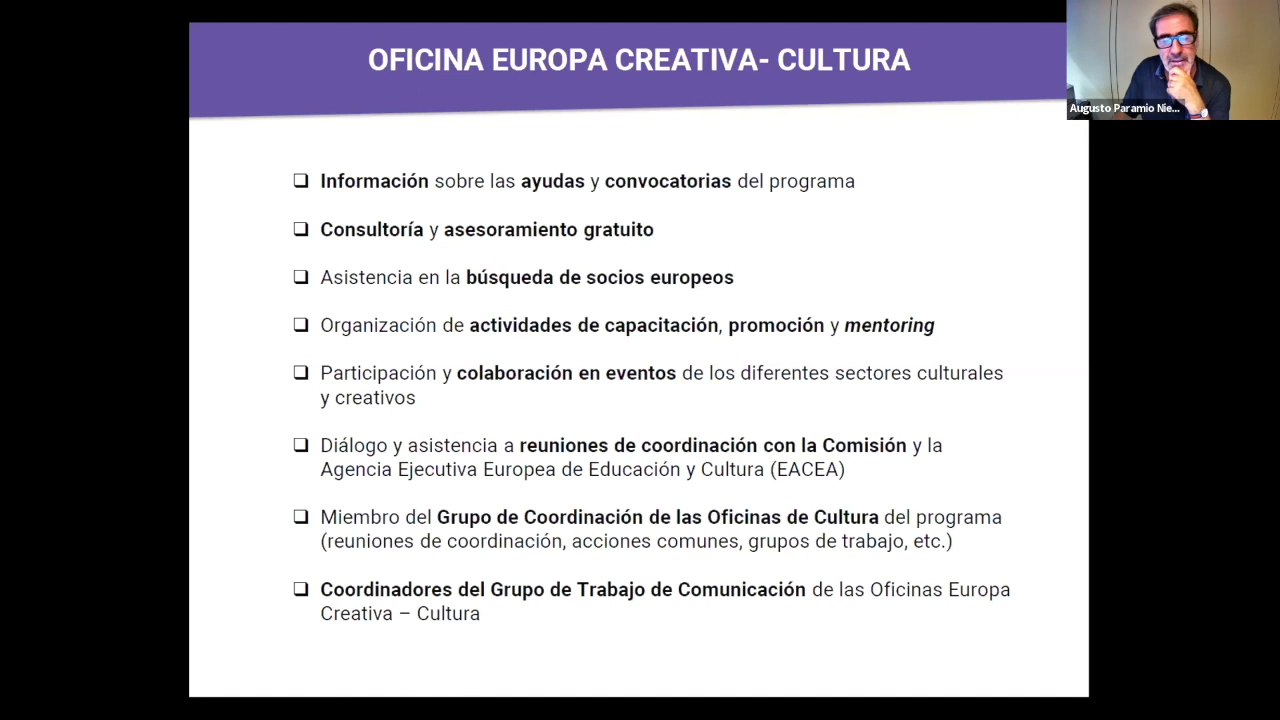 OFICINA EUROPA CREATIVA- CULTURA
Augusto Paramio Nie...
Información sobre las ayudas y convocatorias del programa
Consultoría y asesoramiento gratuito
Asistencia en la búsqueda de socios europeos
Organización de actividades de capacitación, promoción y mentoring
Participación y colaboración en eventos de los diferentes sectores culturales
y creativos
Diálogo y asistencia a reuniones de coordinación con la Comisión y la
Agencia Ejecutiva Europea de Educación y Cultura (EACEA)
Miembro del Grupo de Coordinación de las Oficinas de Cultura del programa
(reuniones de coordinación, acciones comunes, grupos de trabajo, etc.)
Coordinadores del Grupo de Trabajo de Comunicación de las Oficinas Europa
Creativa – Cultura